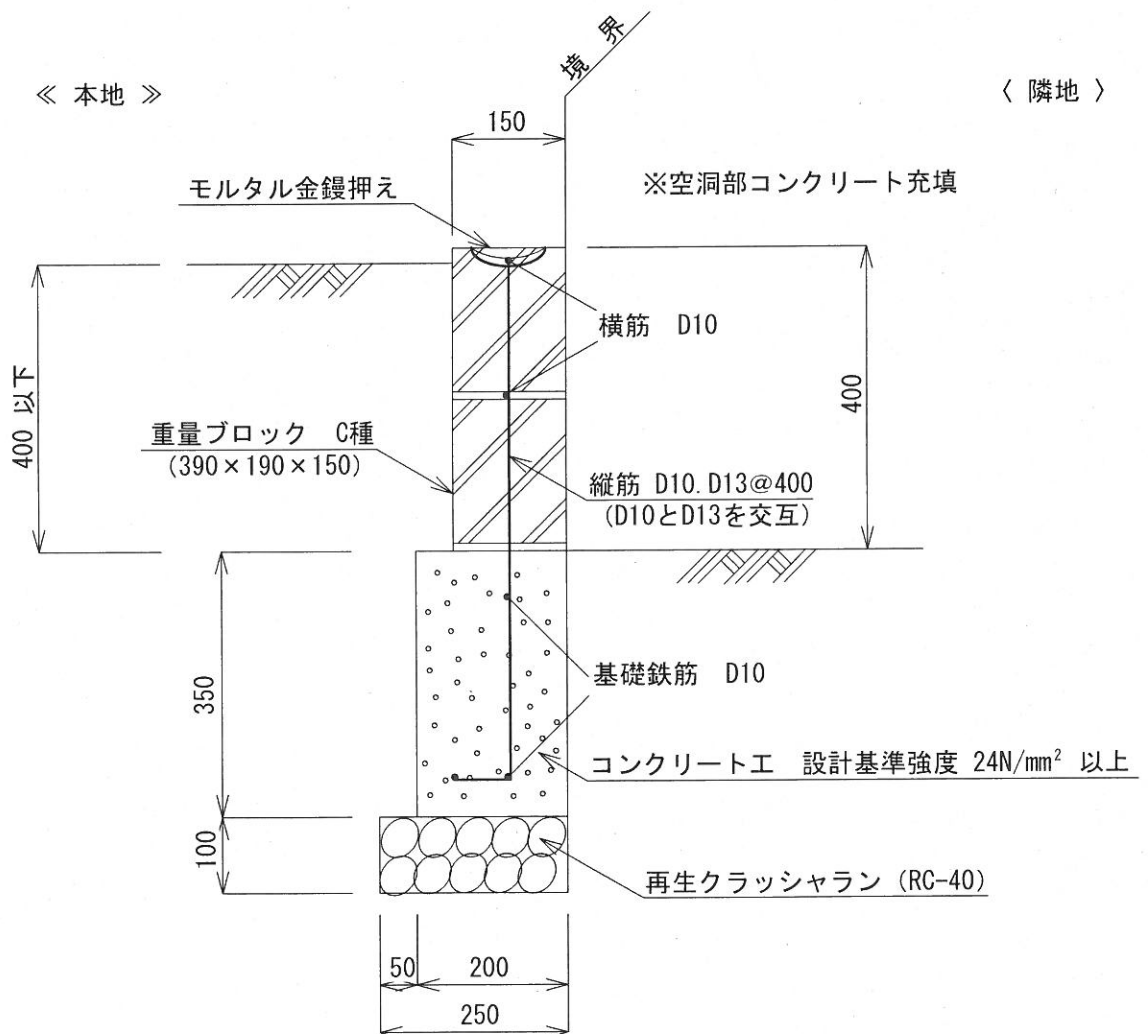 境 界
≪ 本地 ≫
〈 隣地 〉
150
モルタル金鏝押え
※空洞部コンクリート充填
横筋 D10
400 以下
400
重量ブロック C種
(390×190×150)
縦筋 D10.D13@400
(D10とD13を交互)
350
基礎鉄筋 D10
コンクリート工 設計基準強度 24N/mm² 以上
100
再生クラッシャラン (RC-40)
50
200
250